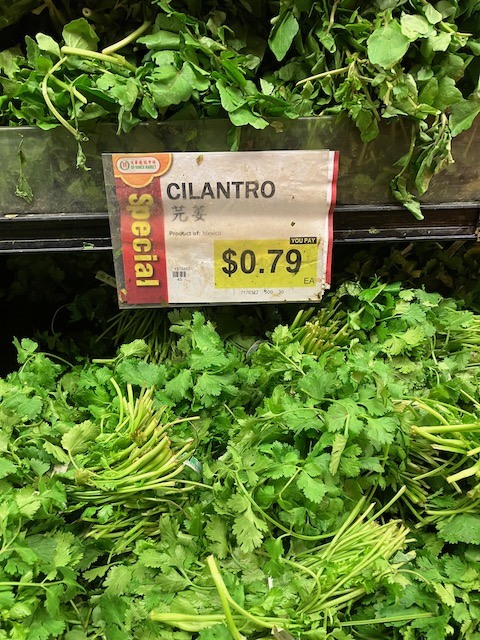 Special
CILANTRO
芫荽
Product of: Mexico
YOU PAY
$0.79
EA